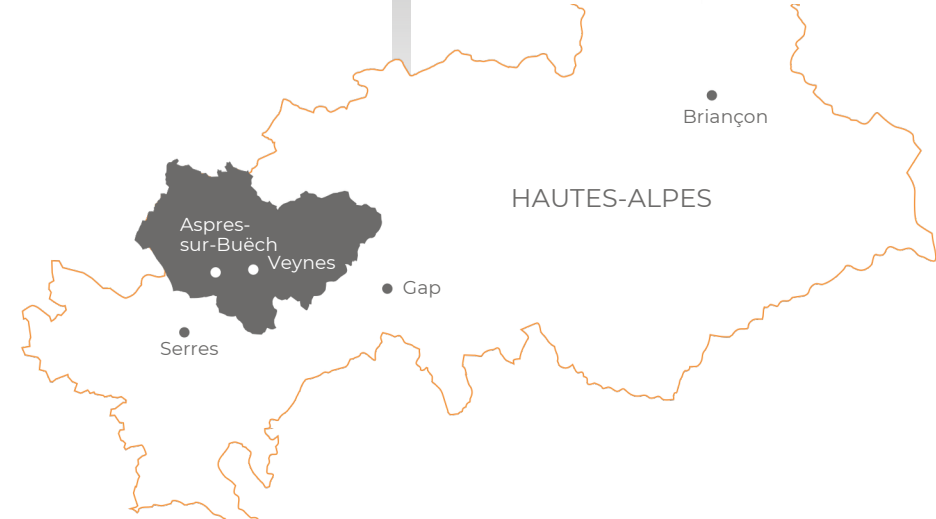 Briançon
HAUTES-ALPES
Aspres-
sur-Buëch
Veynes
Gap
Serres